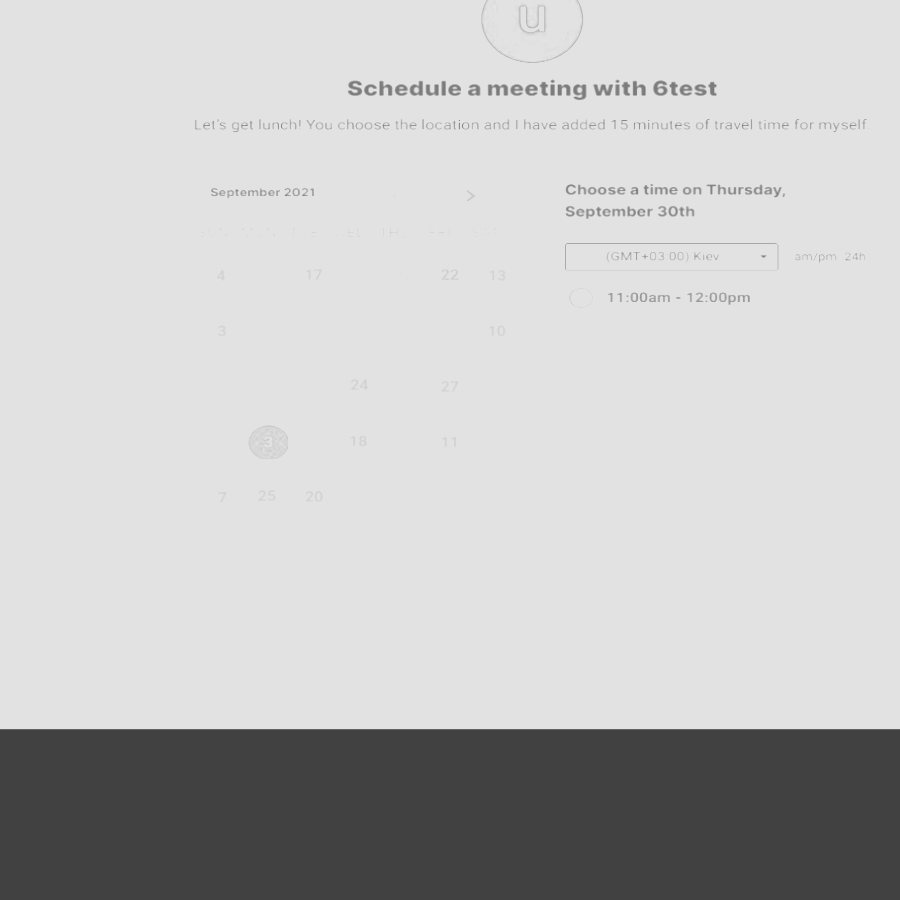 u
Schedule a meeting with 6test
Let's get lunch! You choose the location and I have added 15 minutes of travel time for myself.
September 2021
Choose a time on Thursday,
September 30th
(GMT+03:00) Kiev
am/pm 24h
11:00am - 12:00pm
4 17 22 13
3 10
24 27
3 18 11
7 25 20